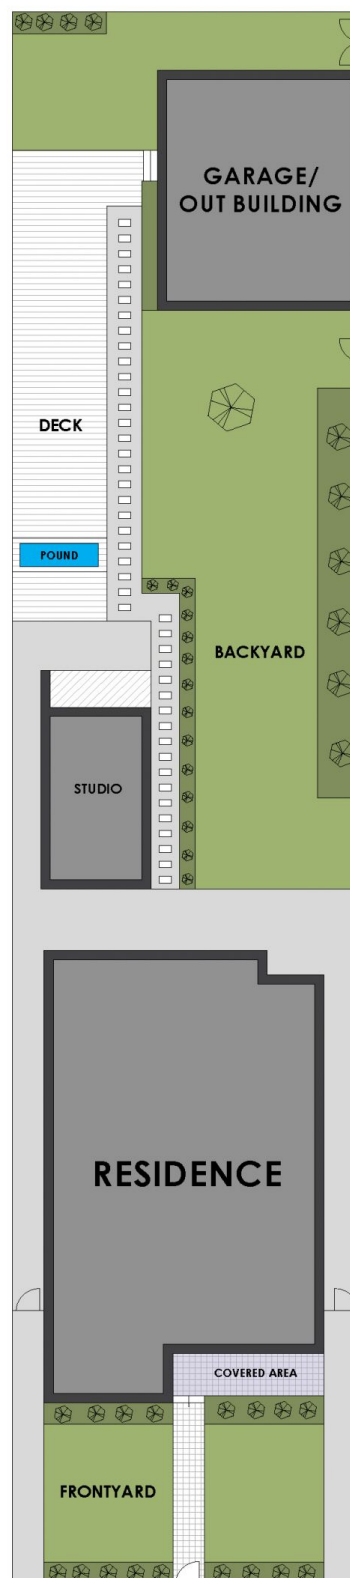 GARAGE/
OUT BUILDING
DECK
POUND
BACKYARD
STUDIO
RESIDENCE
COVERED AREA
FRONTYARD